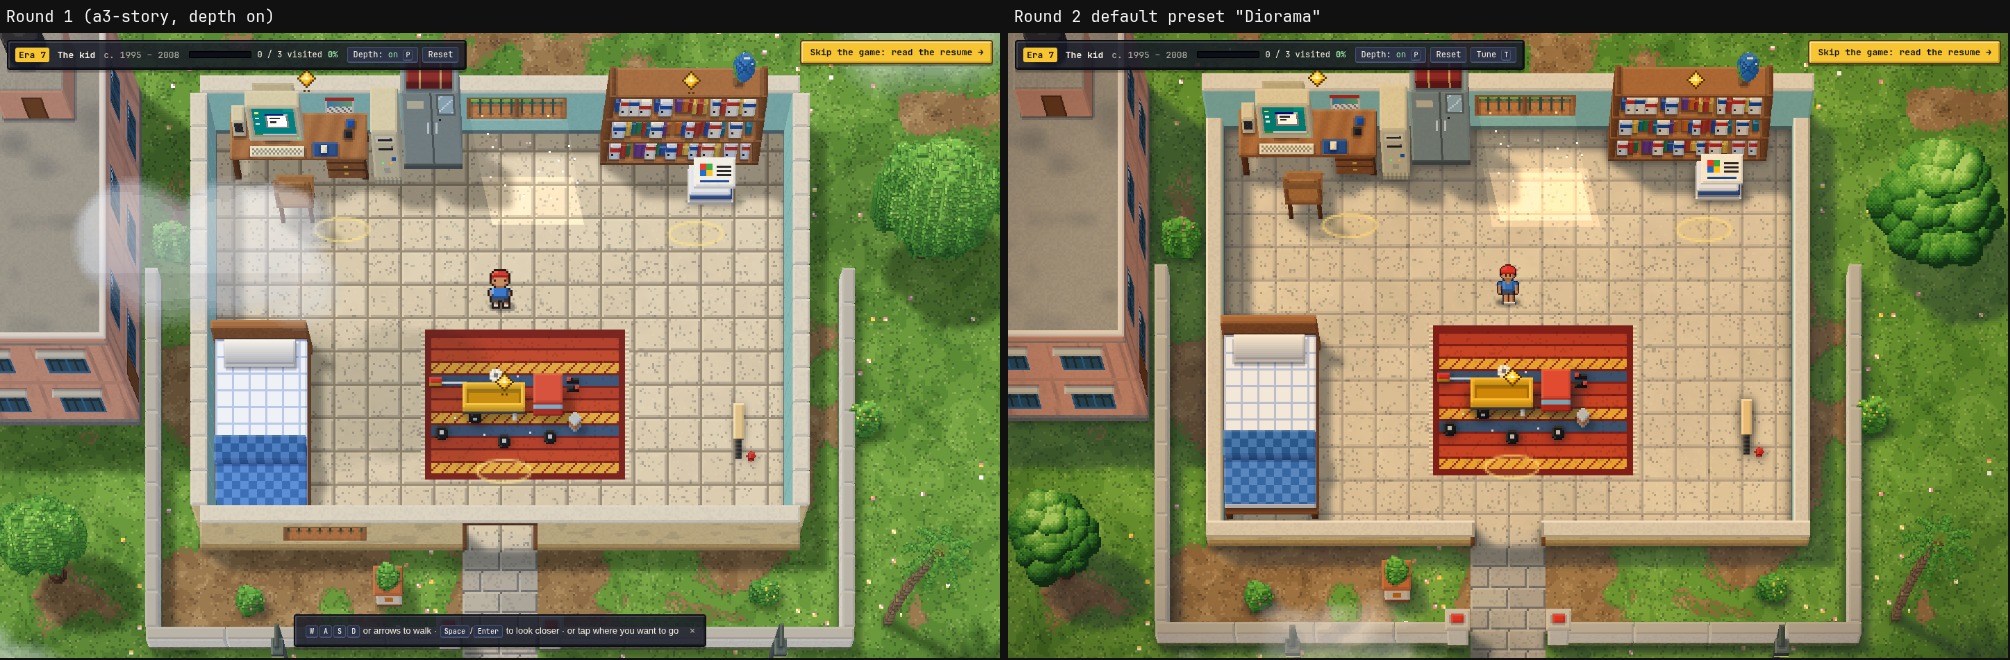 Round 1 (a3-story, depth on)
Era 7 The kid c. 1995 – 2008 0 / 3 visited 0% Depth: on P Reset
Skip the game: read the resume →
W A S D or arrows to walk · Space / Enter to look closer · or tap where you want to go ×
Round 2 default preset "Diorama"
Era 7 The kid c. 1995 – 2008 0 / 3 visited 0% Depth: on P Reset Tune T
Skip the game: read the resume →